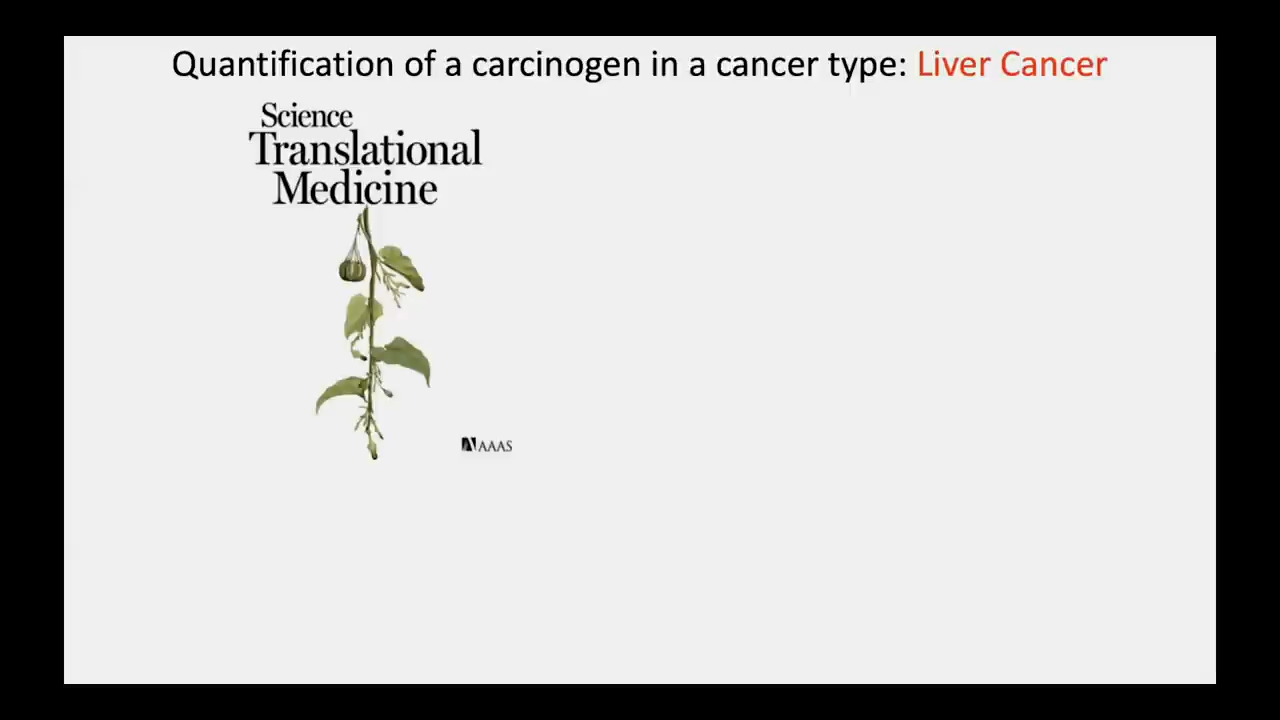 Quantification of a carcinogen in a cancer type: Liver Cancer
Science
Translational
Medicine
AAAS